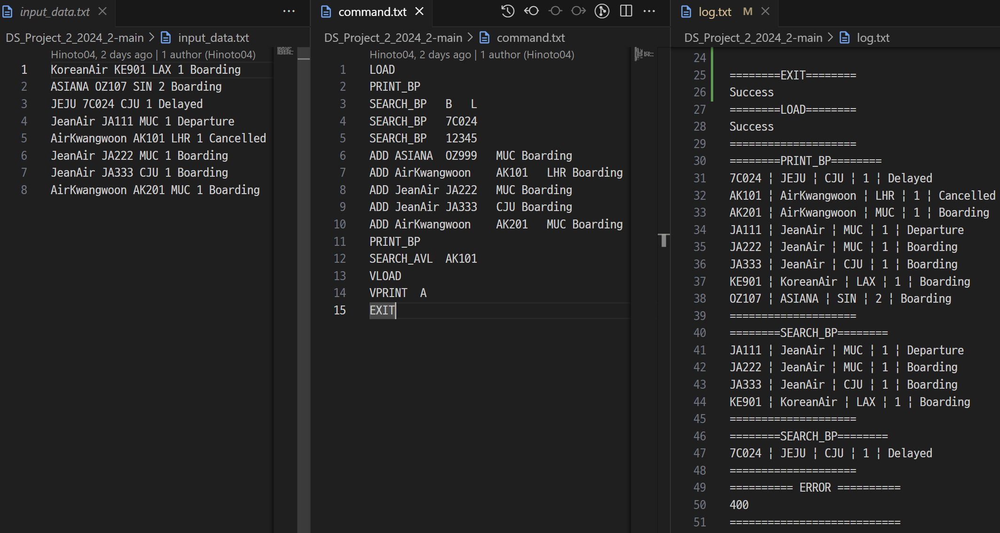 input_data.txt
DS_Project_2_2024_2-main > input_data.txt
Hinoto04, 2 days ago | 1 author (Hinoto04)
1 KoreanAir KE901 LAX 1 Boarding
2 ASIANA OZ107 SIN 2 Boarding
3 JEJU 7C024 CJU 1 Delayed
4 JeanAir JA111 MUC 1 Departure
5 AirKwangwoon AK101 LHR 1 Cancelled
6 JeanAir JA222 MUC 1 Boarding
7 JeanAir JA333 CJU 1 Boarding
8 AirKwangwoon AK201 MUC 1 Boarding
command.txt
DS_Project_2_2024_2-main > command.txt
Hinoto04, 2 days ago | 1 author (Hinoto04)
1 LOAD
2 PRINT_BP
3 SEARCH_BP B L
4 SEARCH_BP 7C024
5 SEARCH_BP 12345
6 ADD ASIANA OZ999 MUC Boarding
7 ADD AirKwangwoon AK101 LHR Boarding
8 ADD JeanAir JA222 MUC Boarding
9 ADD JeanAir JA333 CJU Boarding
10 ADD AirKwangwoon AK201 MUC Boarding
11 PRINT_BP
12 SEARCH_AVL AK101
13 VLOAD
14 VPRINT A
15 EXIT
log.txt M
DS_Project_2_2024_2-main > log.txt
24
25 ========EXIT========
26 Success
27 ========LOAD========
28 Success
29 ====================
30 ========PRINT_BP========
31 7C024 ¦ JEJU ¦ CJU ¦ 1 ¦ Delayed
32 AK101 ¦ AirKwangwoon ¦ LHR ¦ 1 ¦ Cancelled
33 AK201 ¦ AirKwangwoon ¦ MUC ¦ 1 ¦ Boarding
34 JA111 ¦ JeanAir ¦ MUC ¦ 1 ¦ Departure
35 JA222 ¦ JeanAir ¦ MUC ¦ 1 ¦ Boarding
36 JA333 ¦ JeanAir ¦ CJU ¦ 1 ¦ Boarding
37 KE901 ¦ KoreanAir ¦ LAX ¦ 1 ¦ Boarding
38 OZ107 ¦ ASIANA ¦ SIN ¦ 2 ¦ Boarding
39 ====================
40 ========SEARCH_BP========
41 JA111 ¦ JeanAir ¦ MUC ¦ 1 ¦ Departure
42 JA222 ¦ JeanAir ¦ MUC ¦ 1 ¦ Boarding
43 JA333 ¦ JeanAir ¦ CJU ¦ 1 ¦ Boarding
44 KE901 ¦ KoreanAir ¦ LAX ¦ 1 ¦ Boarding
45 ====================
46 ========SEARCH_BP========
47 7C024 ¦ JEJU ¦ CJU ¦ 1 ¦ Delayed
48 ====================
49 ========== ERROR ==========
50 400
51 ===========================